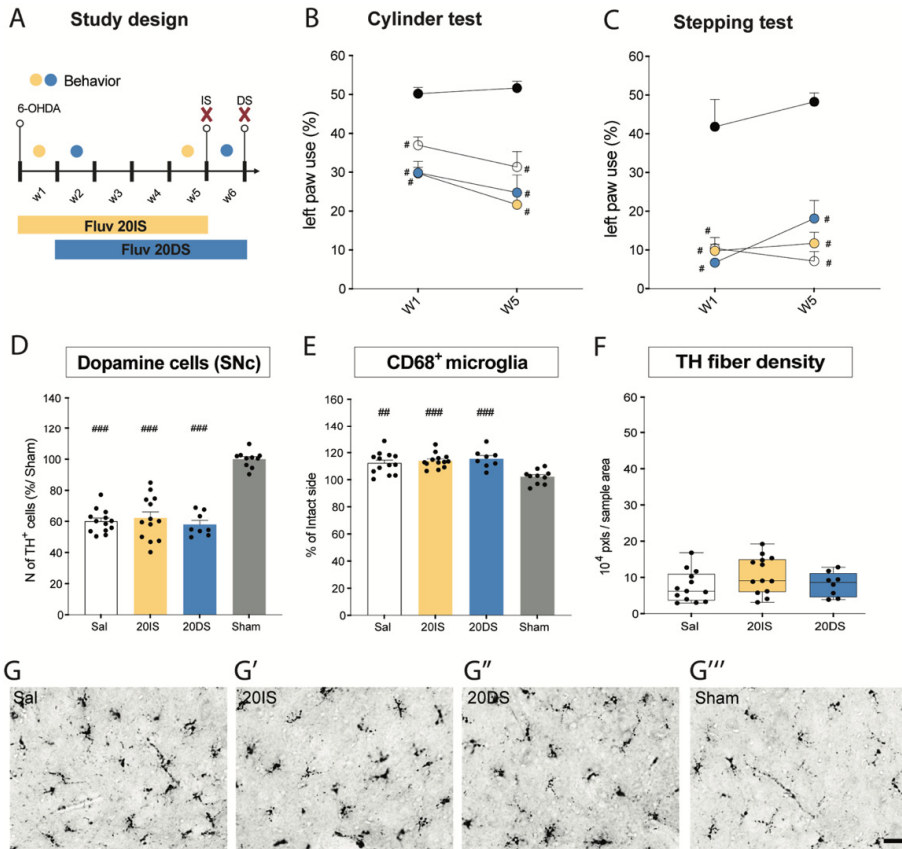 A
Study design
Behavior
6-OHDA
IS
DS
w1
w2
w3
w4
w5
w6
Fluv 20IS
Fluv 20DS
B
Cylinder test
left paw use (%)
60
50
40
30
20
10
0
#
#
#
#
#
#
W1
W5
C
Stepping test
left paw use (%)
60
50
40
30
20
10
0
#
#
#
#
#
#
W1
W5
D
Dopamine cells (SNc)
N of TH⁺ cells (%/ Sham)
140
120
100
80
60
40
20
0
###
###
###
Sal
20IS
20DS
Sham
E
CD68⁺ microglia
% of Intact side
160
140
120
100
80
60
40
20
0
##
###
###
Sal
20IS
20DS
Sham
F
TH fiber density
10⁴ pxls / sample area
60
50
40
30
20
10
0
Sal
20IS
20DS
G
Sal
G'
20IS
G''
20DS
G'''
Sham